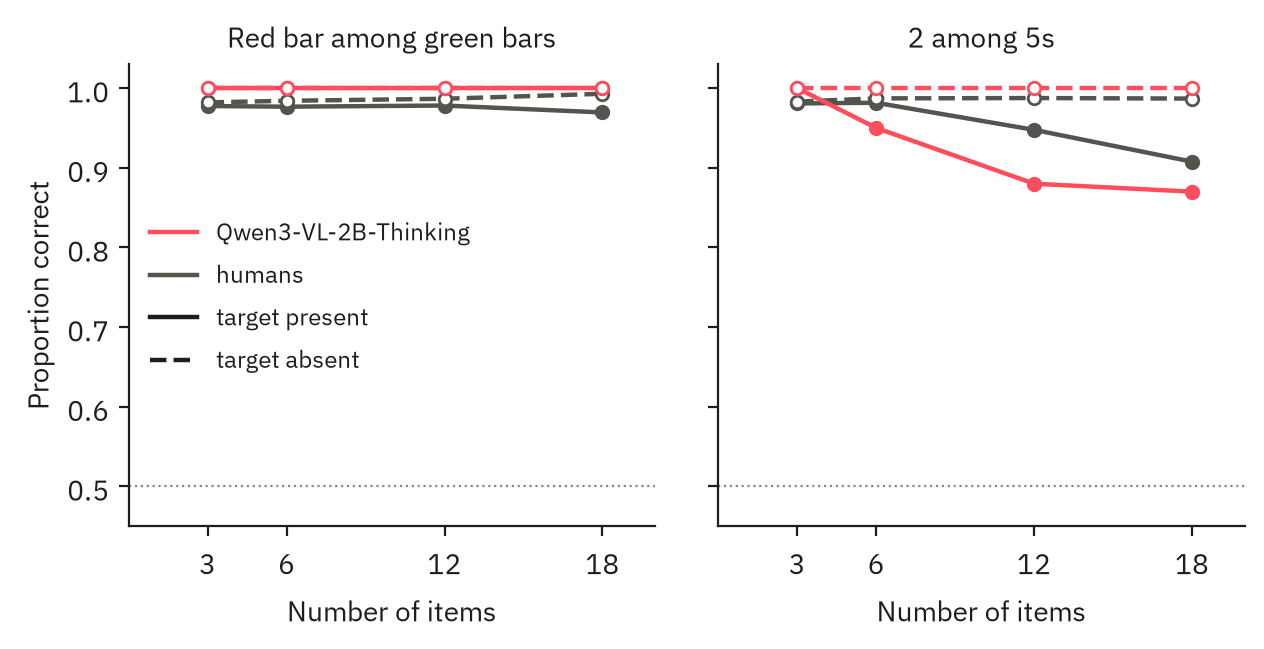 Red bar among green bars
2 among 5s
Proportion correct
1.0
0.9
0.8
0.7
0.6
0.5
Qwen3-VL-2B-Thinking
humans
target present
target absent
3 6 12 18
3 6 12 18
Number of items
Number of items